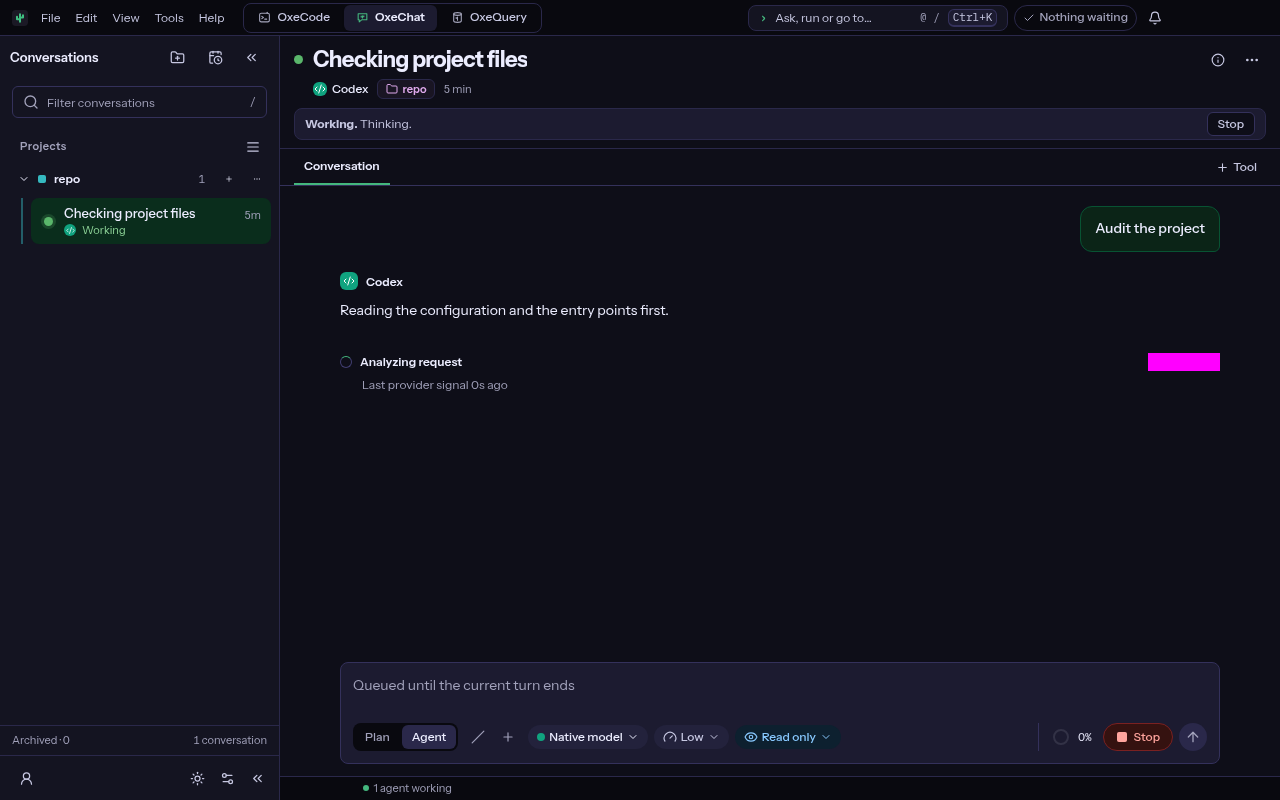 File Edit View Tools Help
OxeCode OxeChat OxeQuery
Ask, run or go to... @ / Ctrl+K
Nothing waiting
Conversations
Filter conversations /
Projects
repo 1 + ...
Checking project files 5m
Working
Archived · 0 1 conversation
Checking project files
Codex repo 5 min
Working. Thinking. Stop
Conversation + Tool
Audit the project
Codex
Reading the configuration and the entry points first.
Analyzing request
Last provider signal 0s ago
Queued until the current turn ends
Plan Agent Native model Low Read only 0% Stop
1 agent working